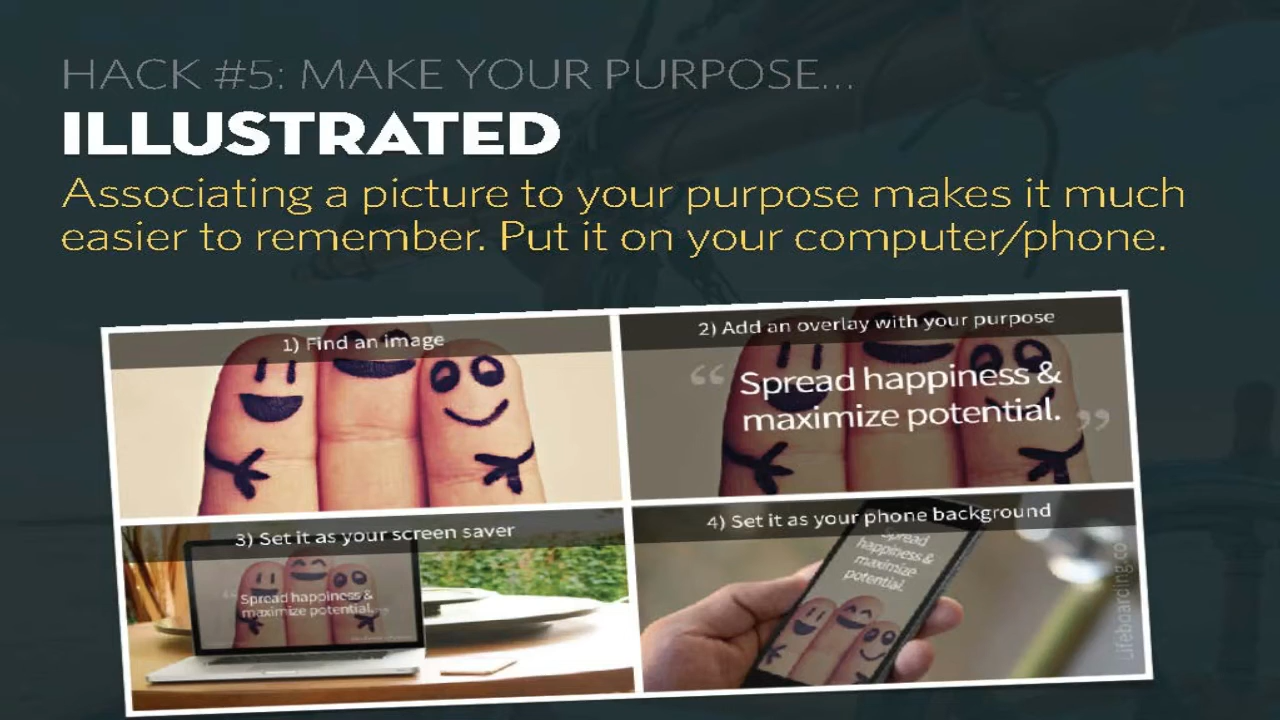 HACK #5: MAKE YOUR PURPOSE...
ILLUSTRATED
Associating a picture to your purpose makes it much
easier to remember. Put it on your computer/phone.
1) Find an image
2) Add an overlay with your purpose
“ Spread happiness &
maximize potential. ”
3) Set it as your screen saver
“ Spread happiness &
maximize potential. ”
4) Set it as your phone background
Spread
happiness &
maximize
potential.
Lifeboarding.co